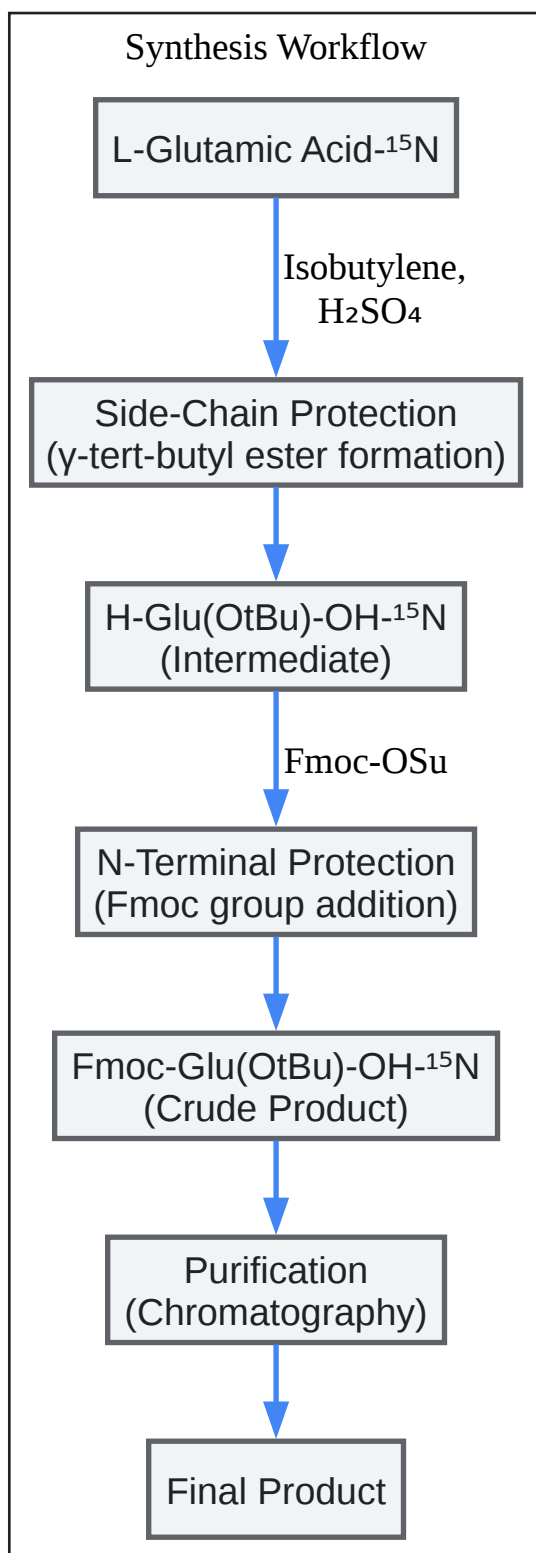 Synthesis Workflow
L-Glutamic Acid-¹⁵N
Isobutylene,
H₂SO₄
Side-Chain Protection
(γ-tert-butyl ester formation)
H-Glu(OtBu)-OH-¹⁵N
(Intermediate)
Fmoc-OSu
N-Terminal Protection
(Fmoc group addition)
Fmoc-Glu(OtBu)-OH-¹⁵N
(Crude Product)
Purification
(Chromatography)
Final Product